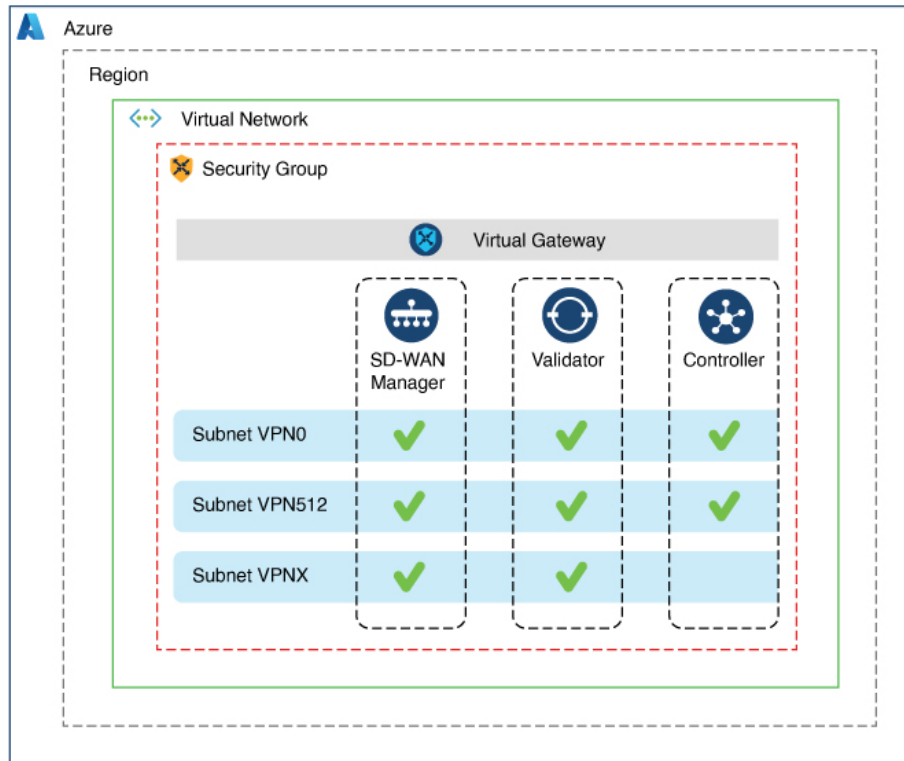 Azure
Region
Virtual Network
Security Group
Virtual Gateway
SD-WAN
Manager
Validator
Controller
Subnet VPN0
Subnet VPN512
Subnet VPNX